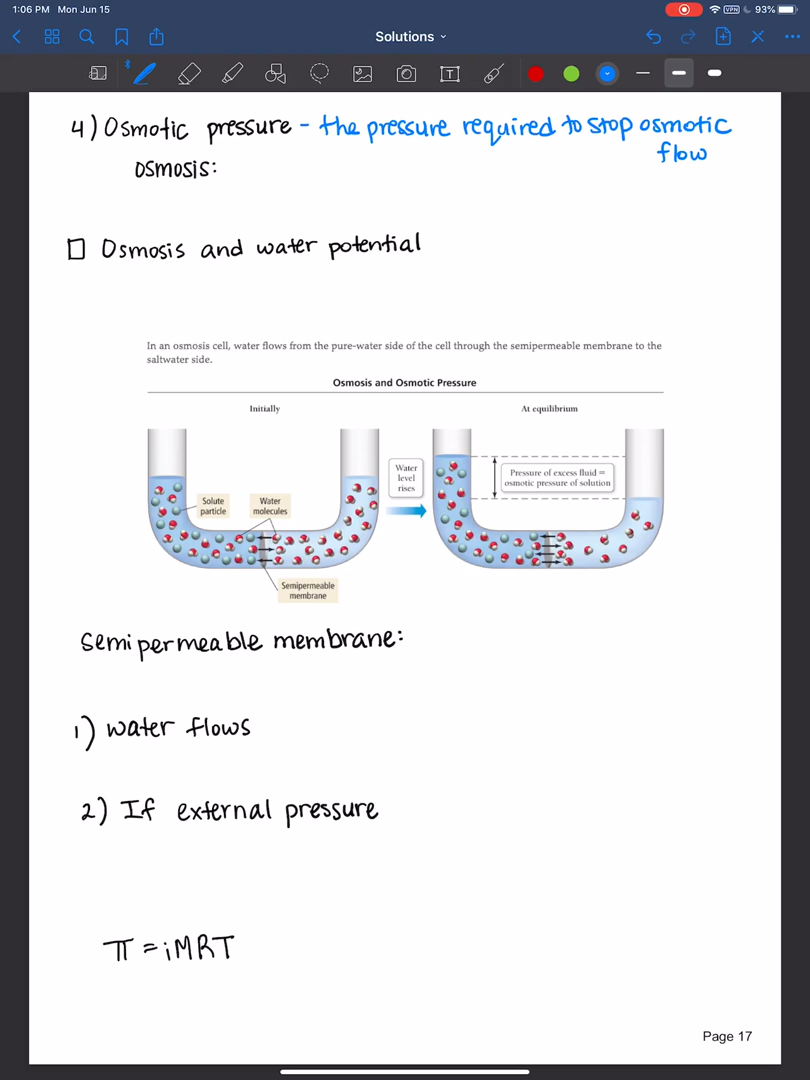 1:06 PM Mon Jun 15
VPN 93%
Solutions
T
4) Osmotic pressure - the pressure required to stop osmotic
flow
Osmosis:
Osmosis and water potential
In an osmosis cell, water flows from the pure-water side of the cell through the semipermeable membrane to the
saltwater side.
Osmosis and Osmotic Pressure
Initially
At equilibrium
Water
level
rises
Pressure of excess fluid =
osmotic pressure of solution
Solute
particle
Water
molecules
Semipermeable
membrane
Semipermeable membrane:
1) water flows
2) If external pressure
π = iMRT
Page 17